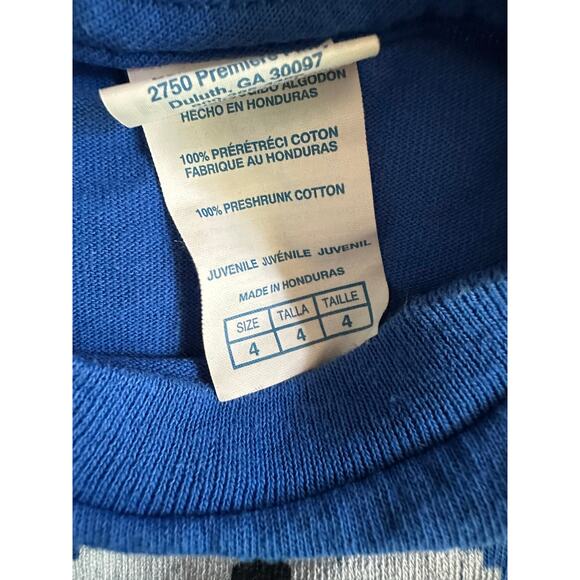 2750 Premiere
Duluth, GA 30097
ALGODON
HECHO EN HONDURAS
100% PRÉRÉTRÉCI COTON
FABRIQUE AU HONDURAS
100% PRESHRUNK COTTON
JUVENILE JUVÉNILE JUVENIL
MADE IN HONDURAS
SIZE TALLA TAILLE
4 4 4